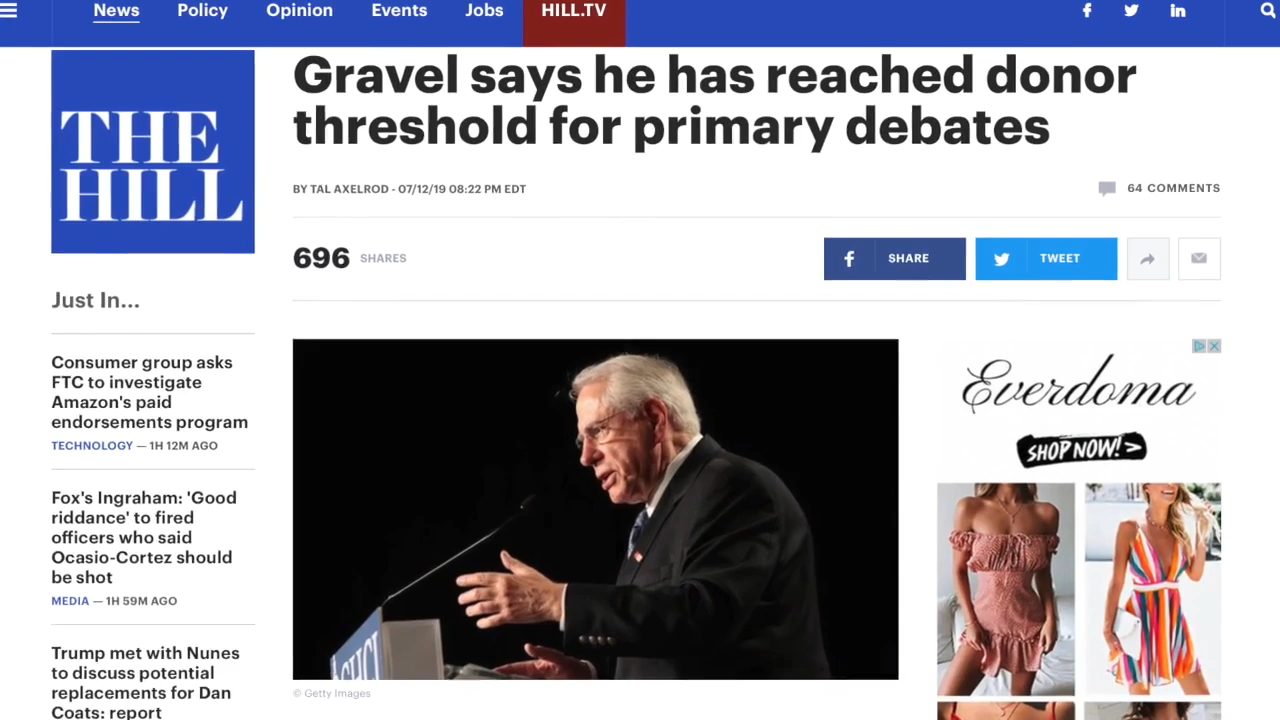 News Policy Opinion Events Jobs HILL.TV
THE
HILL
Gravel says he has reached donor
threshold for primary debates
BY TAL AXELROD - 07/12/19 08:22 PM EDT
64 COMMENTS
696 SHARES
SHARE
TWEET
Just In...
Consumer group asks
FTC to investigate
Amazon's paid
endorsements program
TECHNOLOGY — 1H 12M AGO
Fox's Ingraham: 'Good
riddance' to fired
officers who said
Ocasio-Cortez should
be shot
MEDIA — 1H 59M AGO
Trump met with Nunes
to discuss potential
replacements for Dan
Coats: report
© Getty Images
Everdoma
SHOP NOW! >